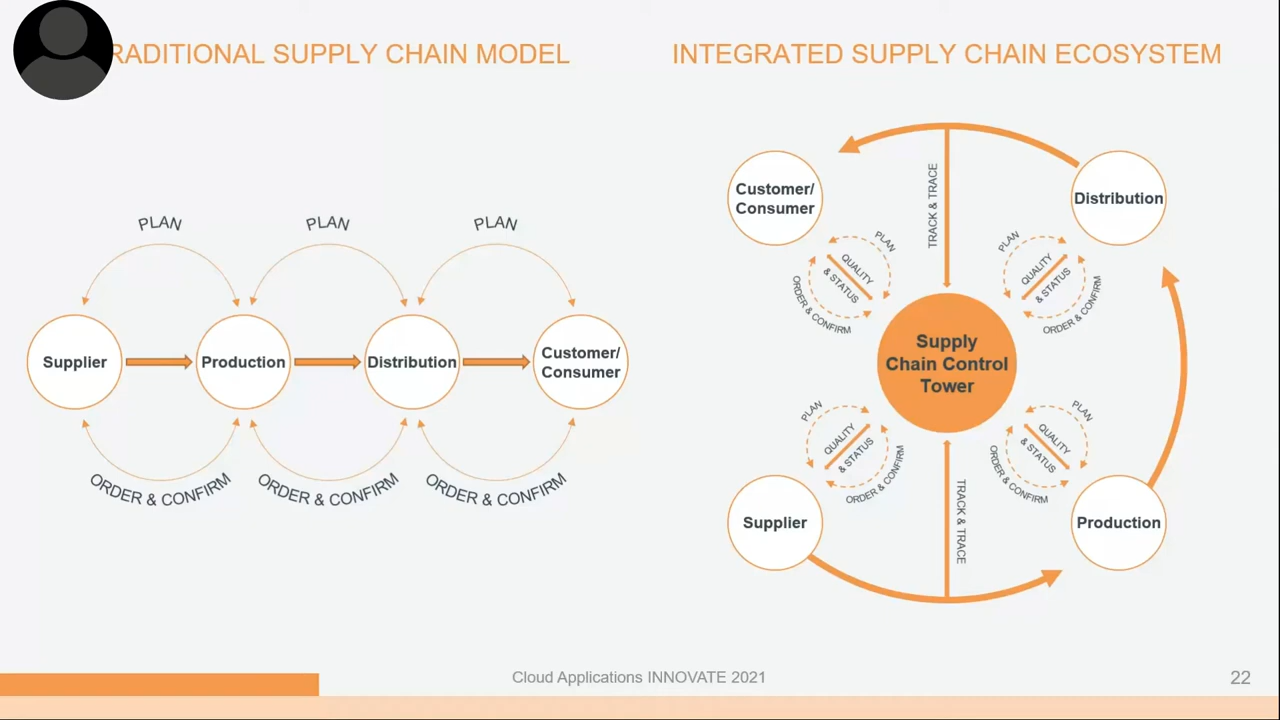 RADITIONAL SUPPLY CHAIN MODEL
INTEGRATED SUPPLY CHAIN ECOSYSTEM
PLAN
PLAN
PLAN
Supplier
Production
Distribution
Customer/
Consumer
ORDER & CONFIRM
ORDER & CONFIRM
ORDER & CONFIRM
Customer/
Consumer
TRACK & TRACE
Distribution
PLAN
QUALITY
& STATUS
ORDER & CONFIRM
PLAN
QUALITY
& STATUS
ORDER & CONFIRM
Supply
Chain Control
Tower
PLAN
QUALITY
& STATUS
ORDER & CONFIRM
PLAN
QUALITY
& STATUS
ORDER & CONFIRM
Supplier
TRACK & TRACE
Production
Cloud Applications INNOVATE 2021
22